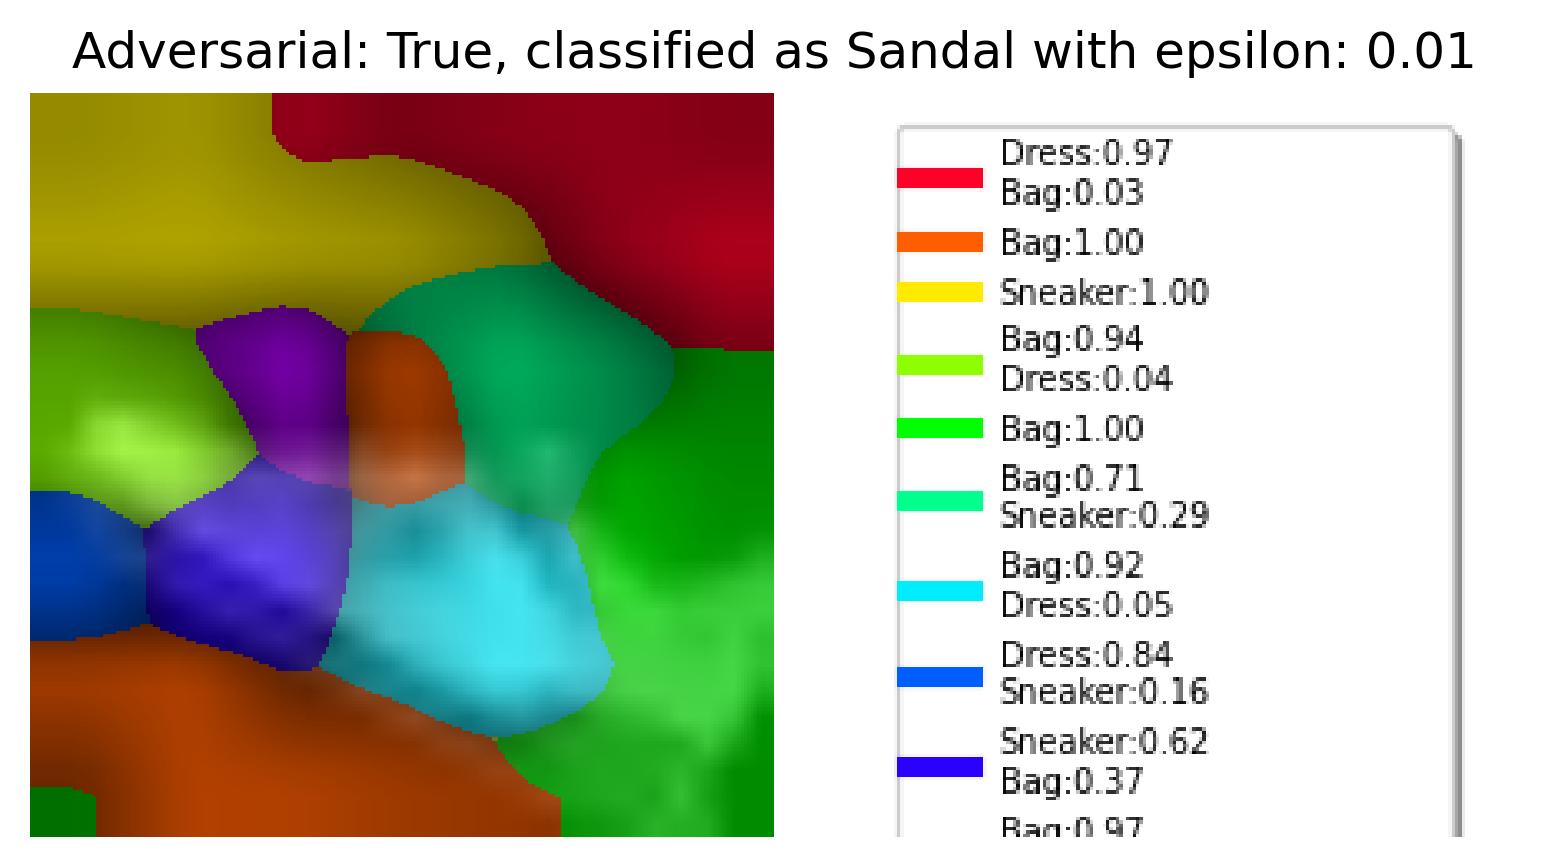 Adversarial: True, classified as Sandal with epsilon: 0.01
Dress:0.97
Bag:0.03
Bag:1.00
Sneaker:1.00
Bag:0.94
Dress:0.04
Bag:1.00
Bag:0.71
Sneaker:0.29
Bag:0.92
Dress:0.05
Dress:0.84
Sneaker:0.16
Sneaker:0.62
Bag:0.37
Bag:0.97